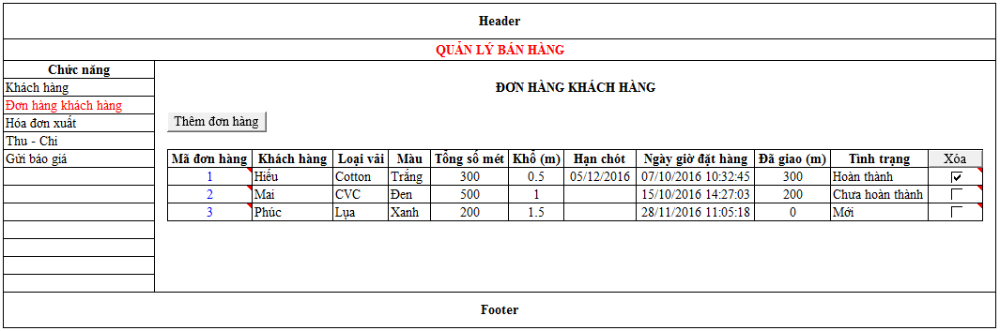 Header
QUẢN LÝ BÁN HÀNG
Chức năng
Khách hàng
Đơn hàng khách hàng
Hóa đơn xuất
Thu - Chi
Gửi báo giá
ĐƠN HÀNG KHÁCH HÀNG
Thêm đơn hàng
Mã đơn hàng Khách hàng Loại vải Màu Tổng số mét Khổ (m) Hạn chót Ngày giờ đặt hàng Đã giao (m) Tình trạng Xóa
1 Hiếu Cotton Trắng 300 0.5 05/12/2016 07/10/2016 10:32:45 300 Hoàn thành
2 Mai CVC Đen 500 1 15/10/2016 14:27:03 200 Chưa hoàn thành
3 Phúc Lụa Xanh 200 1.5 28/11/2016 11:05:18 0 Mới
Footer